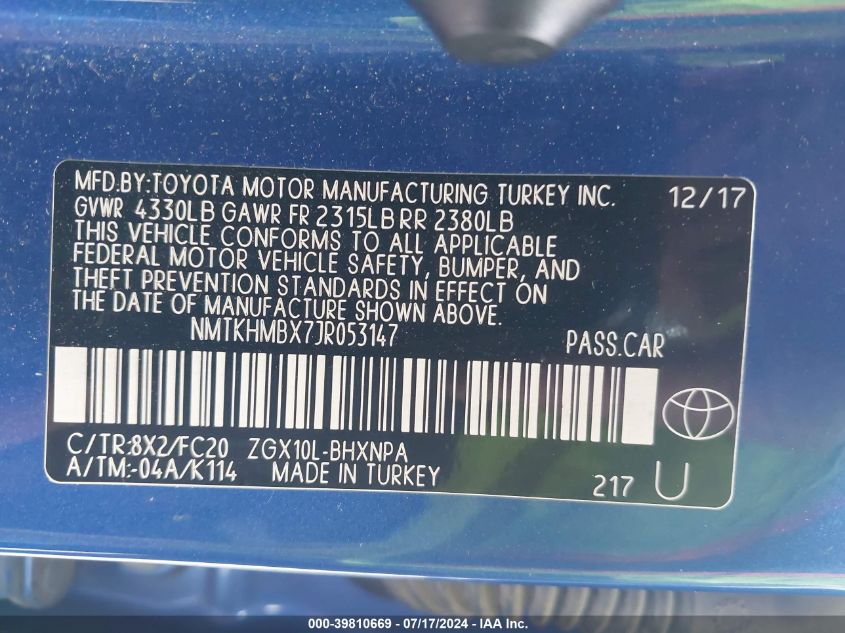 MFD.BY:TOYOTA MOTOR MANUFACTURING TURKEY INC. 12/17
GVWR 4330LB GAWR FR 2315LB RR 2380LB
THIS VEHICLE CONFORMS TO ALL APPLICABLE
FEDERAL MOTOR VEHICLE SAFETY, BUMPER, AND
THEFT PREVENTION STANDARDS IN EFFECT ON
THE DATE OF MANUFACTURE SHOWN ABOVE.
NMTKHMBX7JR053147 PASS.CAR
C/TR:8X2/FC20 ZGX10L-BHXNPA
A/TM:-04A/K114 MADE IN TURKEY
217 U
000-39810669 - 07/17/2024 - IAA Inc.